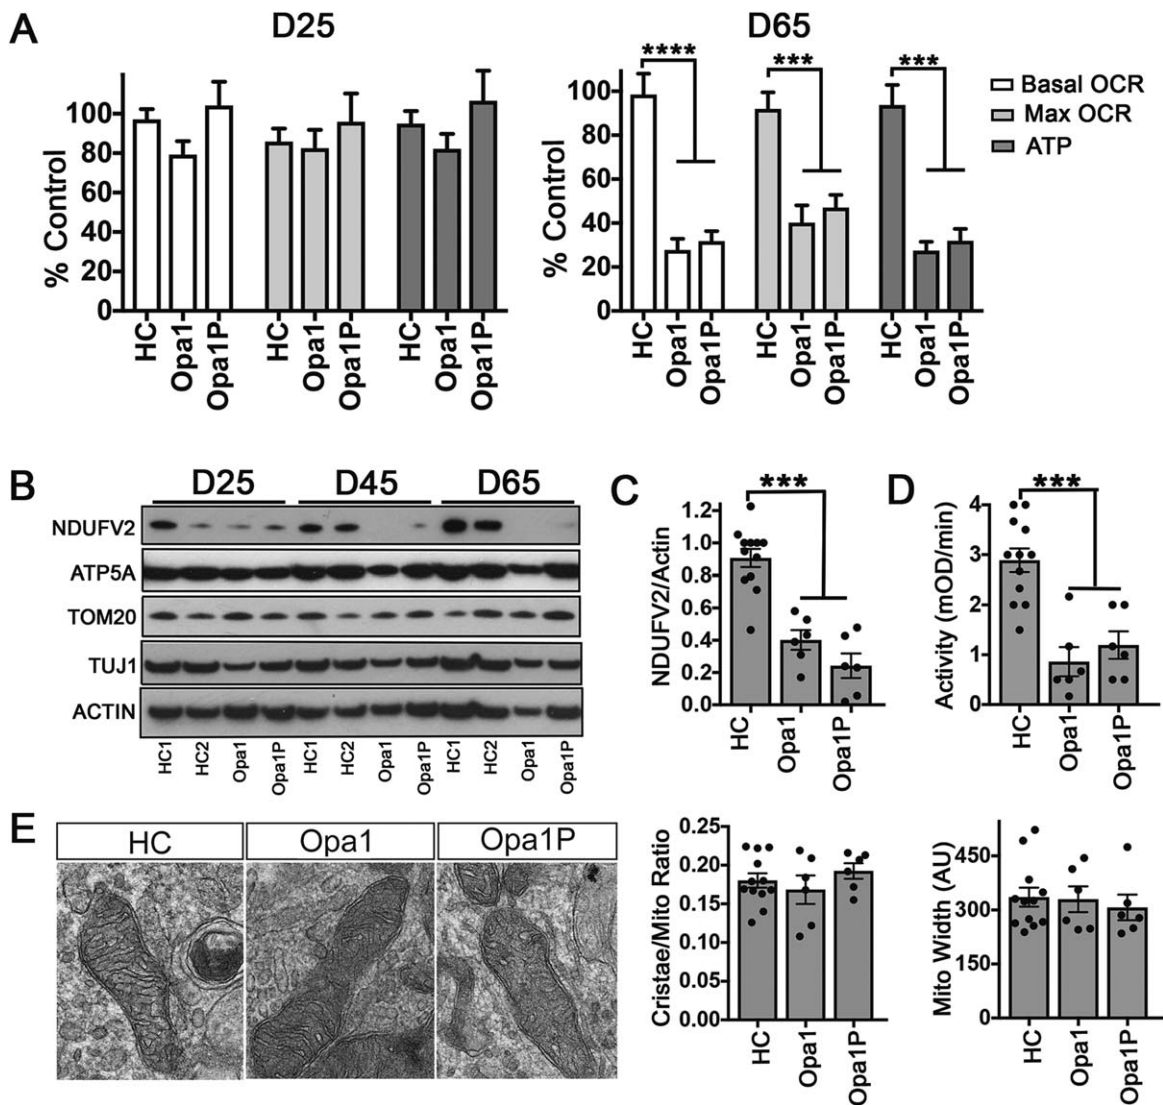 A
D25
D65
% Control
100
80
60
40
20
0
HC
Opa1
Opa1P
HC
Opa1
Opa1P
HC
Opa1
Opa1P
% Control
100
80
60
40
20
0
****
***
***
HC
Opa1
Opa1P
HC
Opa1
Opa1P
HC
Opa1
Opa1P
Basal OCR
Max OCR
ATP
B
D25 D45 D65
NDUFV2
ATP5A
TOM20
TUJ1
ACTIN
HC1 HC2 Opa1 Opa1P HC1 HC2 Opa1 Opa1P HC1 HC2 Opa1 Opa1P
C
***
NDUFV2/Actin
1.2
1.0
0.8
0.6
0.4
0.2
0.0
HC
Opa1
Opa1P
D
***
Activity (mOD/min)
4
3
2
1
0
HC
Opa1
Opa1P
E
HC Opa1 Opa1P
Cristae/Mito Ratio
0.25
0.20
0.15
0.10
0.05
0.00
HC
Opa1
Opa1P
Mito Width (AU)
450
300
150
0
HC
Opa1
Opa1P